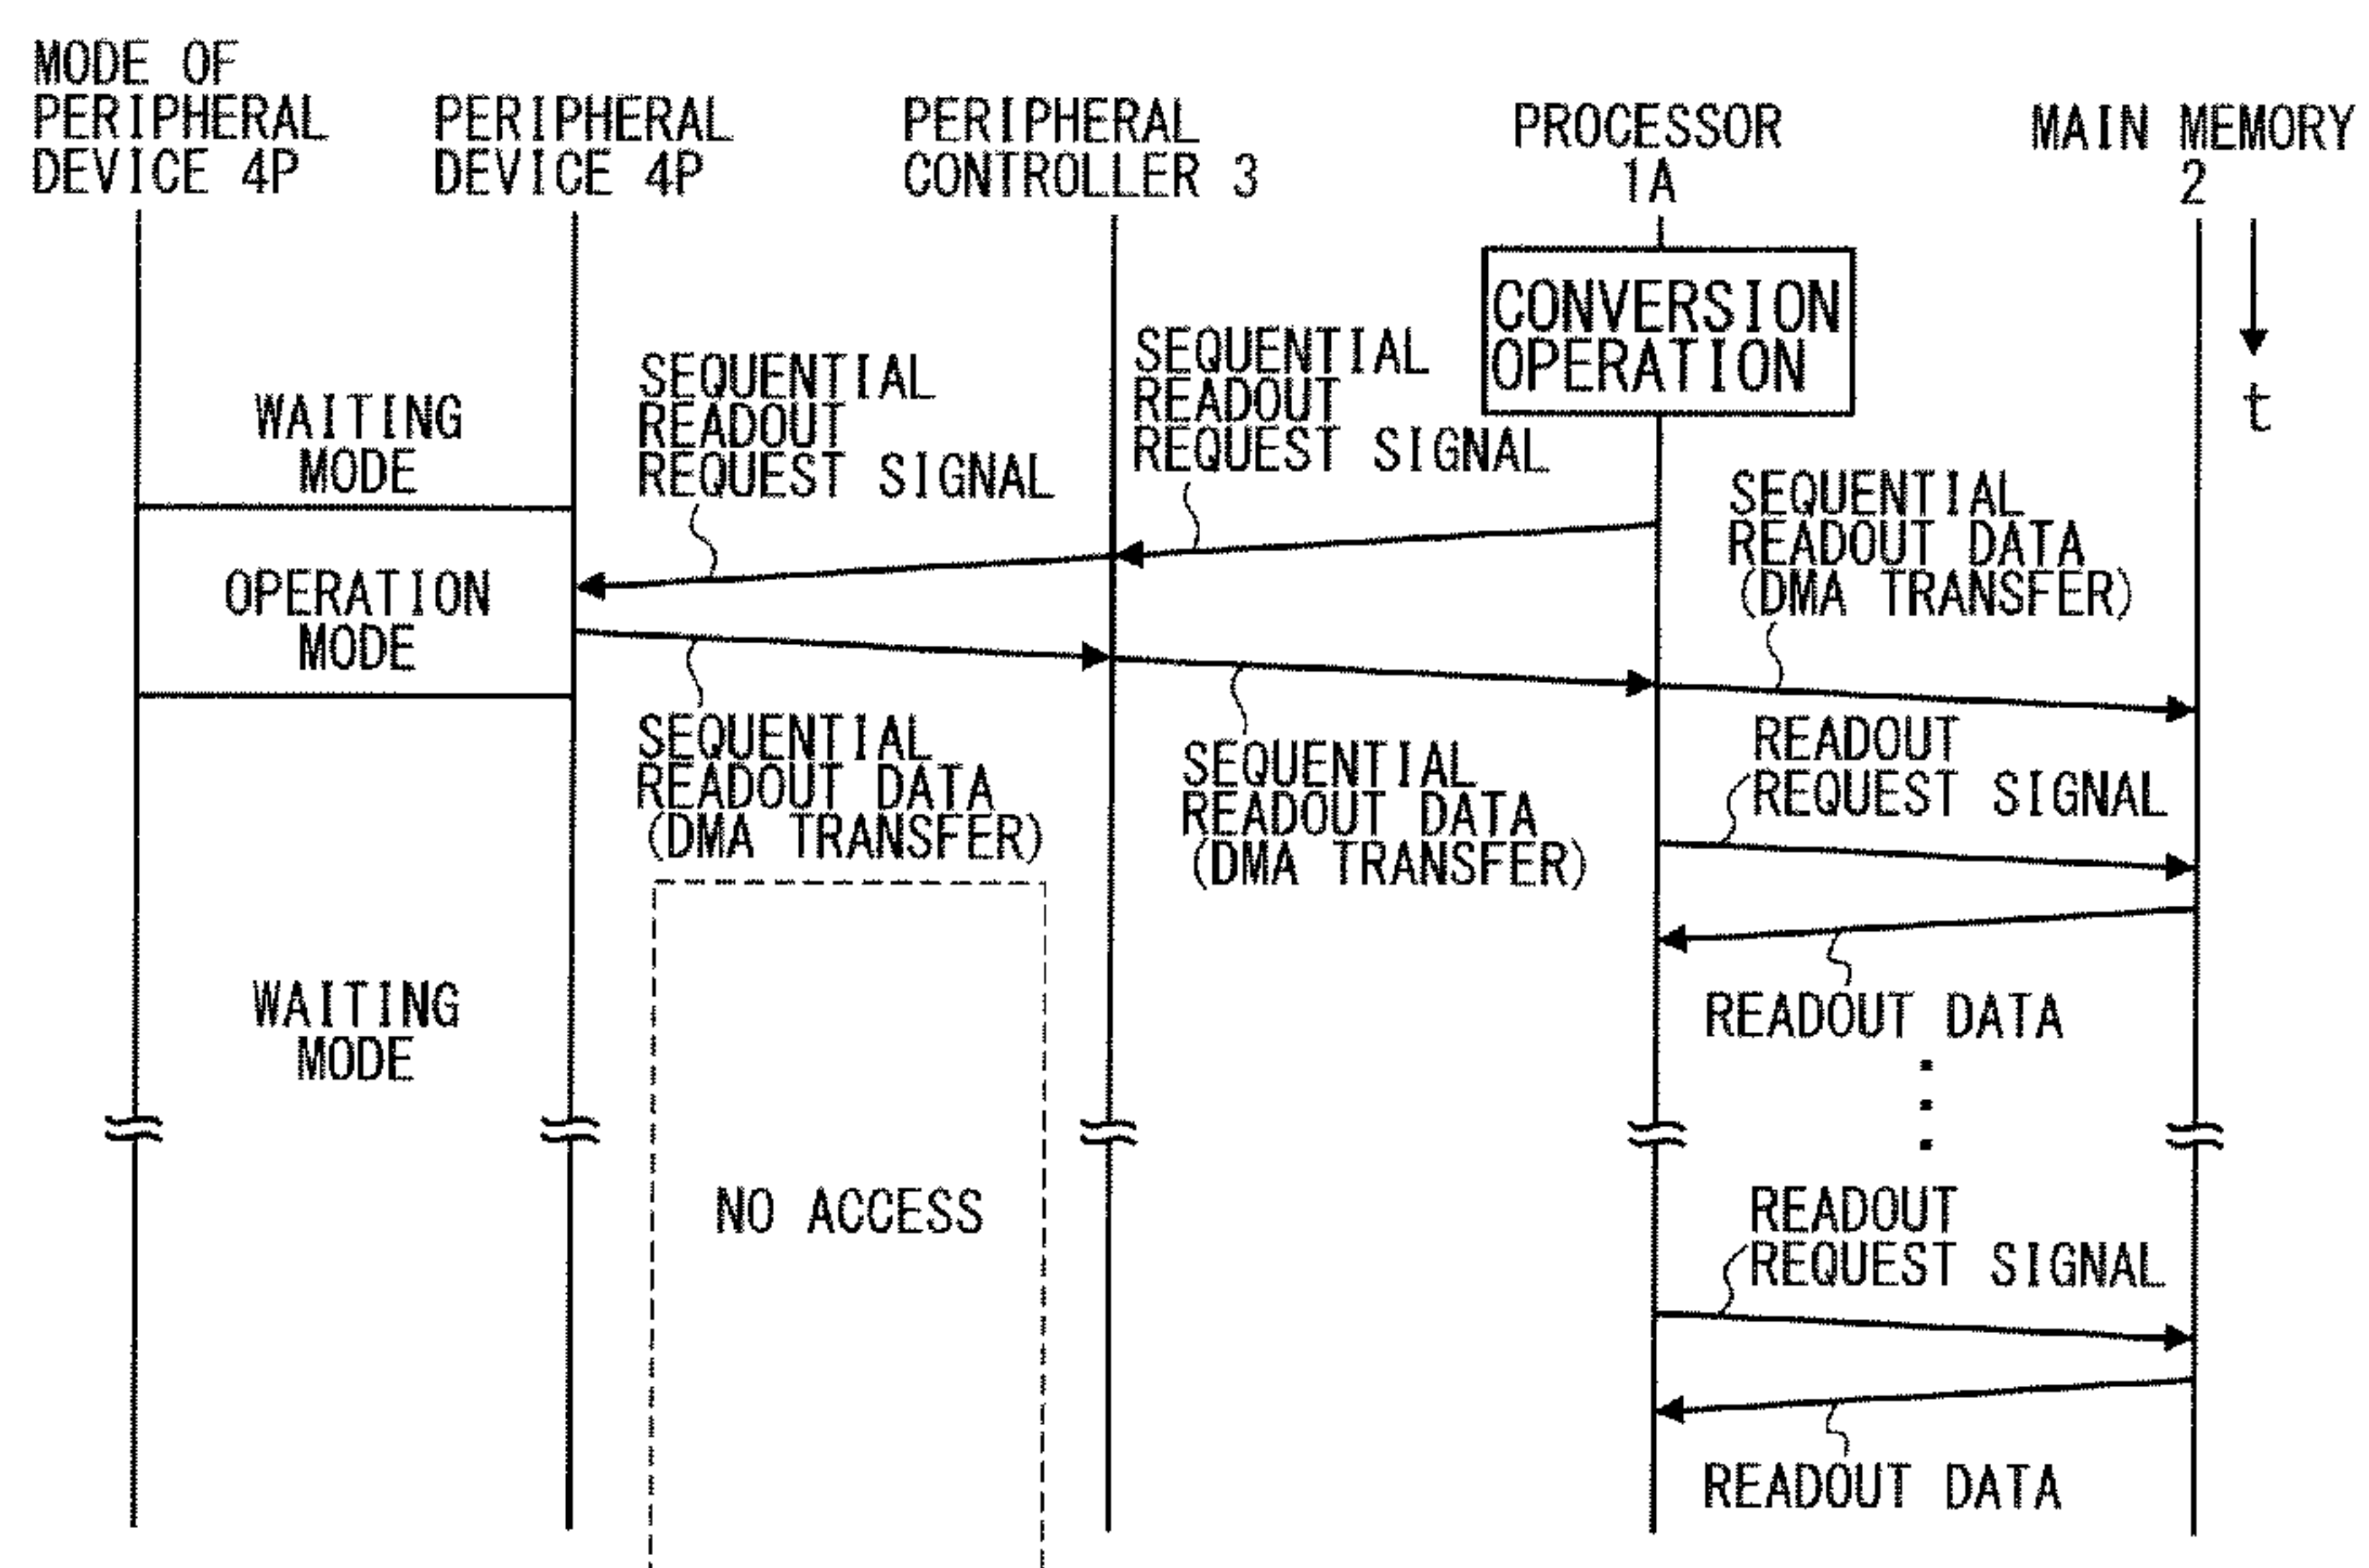 MODE OF
PERIPHERAL
DEVICE 4P
PERIPHERAL
DEVICE 4P
PERIPHERAL
CONTROLLER 3
PROCESSOR
1A
MAIN MEMORY
2
t
CONVERSION
OPERATION
WAITING
MODE
SEQUENTIAL
READOUT
REQUEST SIGNAL
SEQUENTIAL
READOUT
REQUEST SIGNAL
SEQUENTIAL
READOUT DATA
(DMA TRANSFER)
OPERATION
MODE
SEQUENTIAL
READOUT DATA
(DMA TRANSFER)
SEQUENTIAL
READOUT DATA
(DMA TRANSFER)
READOUT
REQUEST SIGNAL
READOUT DATA
WAITING
MODE
NO ACCESS
READOUT
REQUEST SIGNAL
READOUT DATA